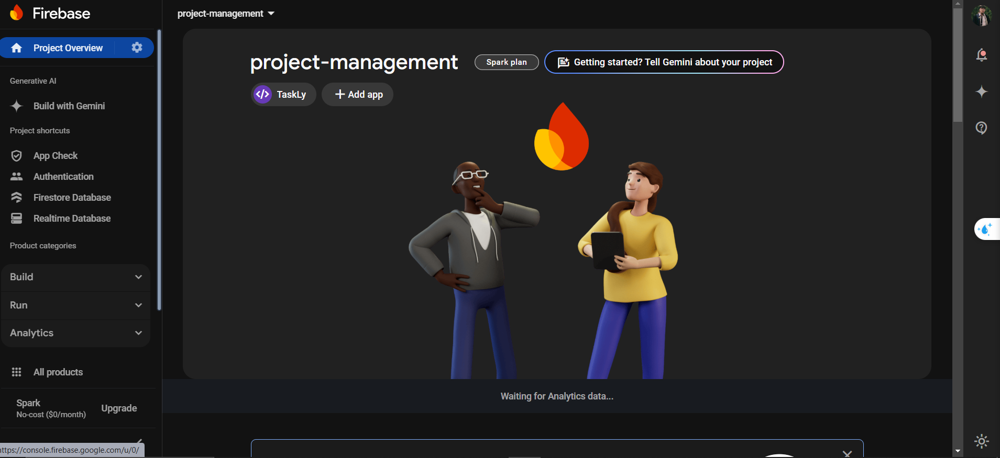 Firebase
project-management
Project Overview
Generative AI
Build with Gemini
Project shortcuts
App Check
Authentication
Firestore Database
Realtime Database
Product categories
Build
Run
Analytics
All products
Spark
No-cost ($0/month)
Upgrade
https://console.firebase.google.com/u/0/
project-management
Spark plan
Getting started? Tell Gemini about your project
TaskLy
Add app
Waiting for Analytics data...